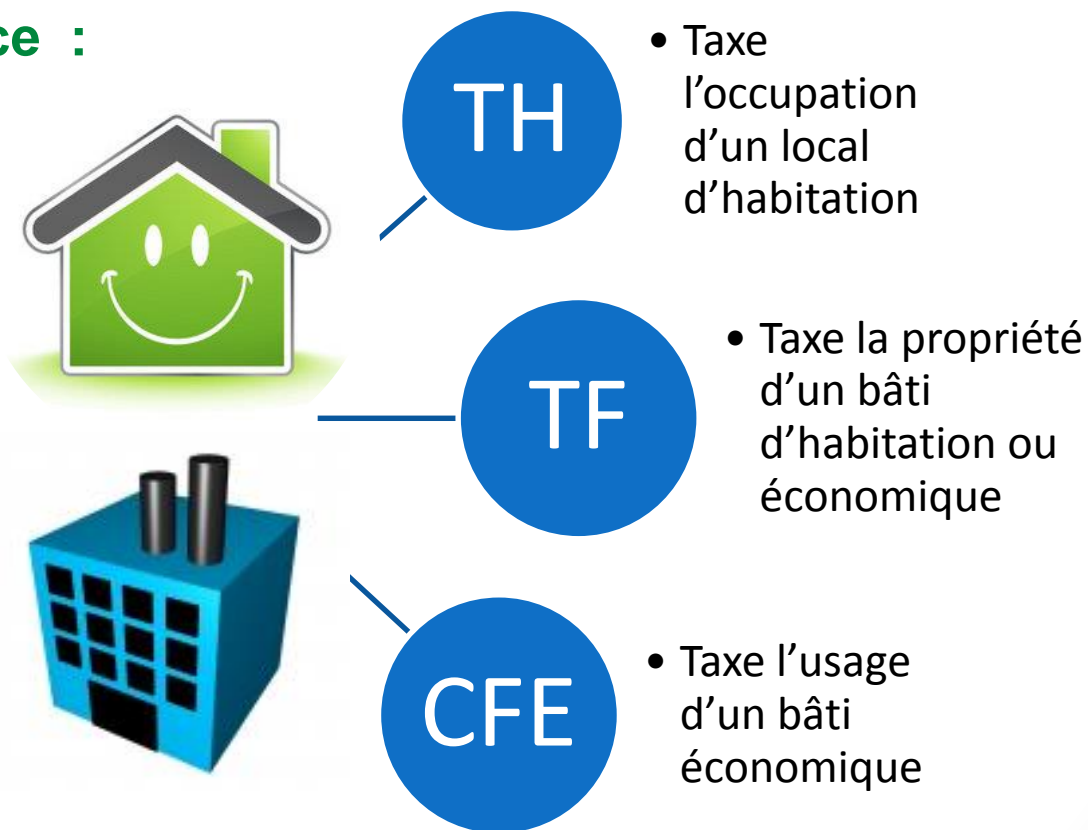 ce :
TH
• Taxe
l’occupation
d’un local
d’habitation
TF
• Taxe la propriété
d’un bâti
d’habitation ou
économique
CFE
• Taxe l’usage
d’un bâti
économique